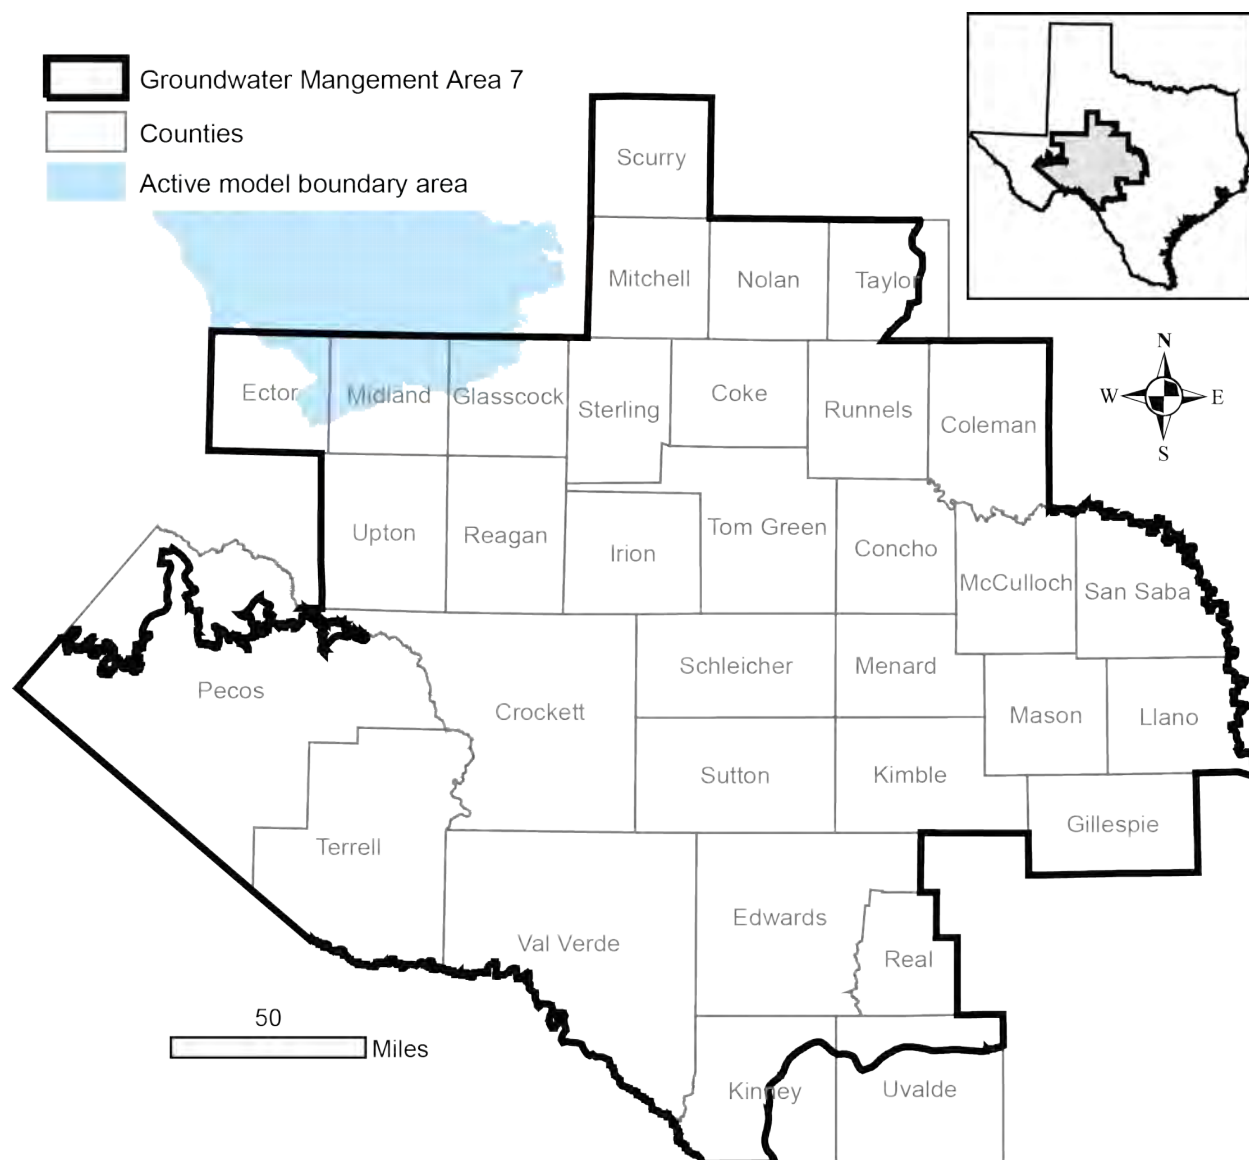 Groundwater Mangement Area 7
Counties
Active model boundary area
Scurry
Mitchell
Nolan
Taylor
N
W
E
S
Ector
Midland
Glasscock
Sterling
Coke
Runnels
Coleman
Upton
Reagan
Irion
Tom Green
Concho
McCulloch
San Saba
Pecos
Crockett
Schleicher
Menard
Mason
Llano
Sutton
Kimble
Gillespie
Terrell
Val Verde
Edwards
Real
50
Miles
Kinney
Uvalde